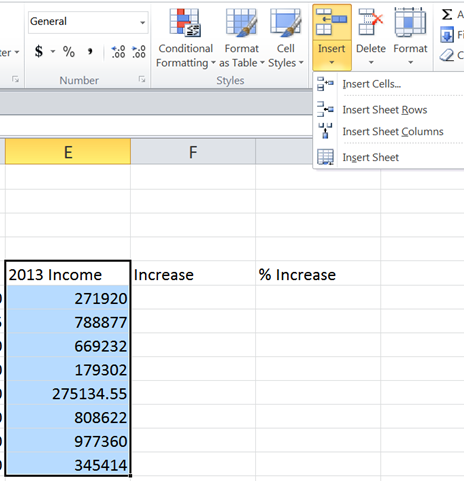 General
ter
$ % , .00
Conditional Formatting
Format as Table
Cell Styles
Insert
Delete
Format
Σ A
Fi
C
Number
Styles
Insert Cells...
Insert Sheet Rows
Insert Sheet Columns
Insert Sheet
E F
2013 Income Increase % Increase
271920
788877
669232
179302
275134.55
808622
977360
345414